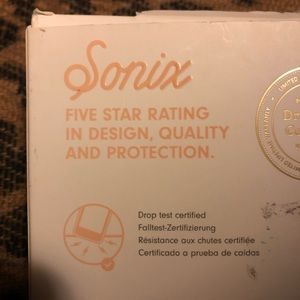 Sonix
FIVE STAR RATING
IN DESIGN, QUALITY
AND PROTECTION.
Drop test certified
Falltest-Zertifizierung
Résistance aux chutes certifiée
Certificado a prueba de caídas